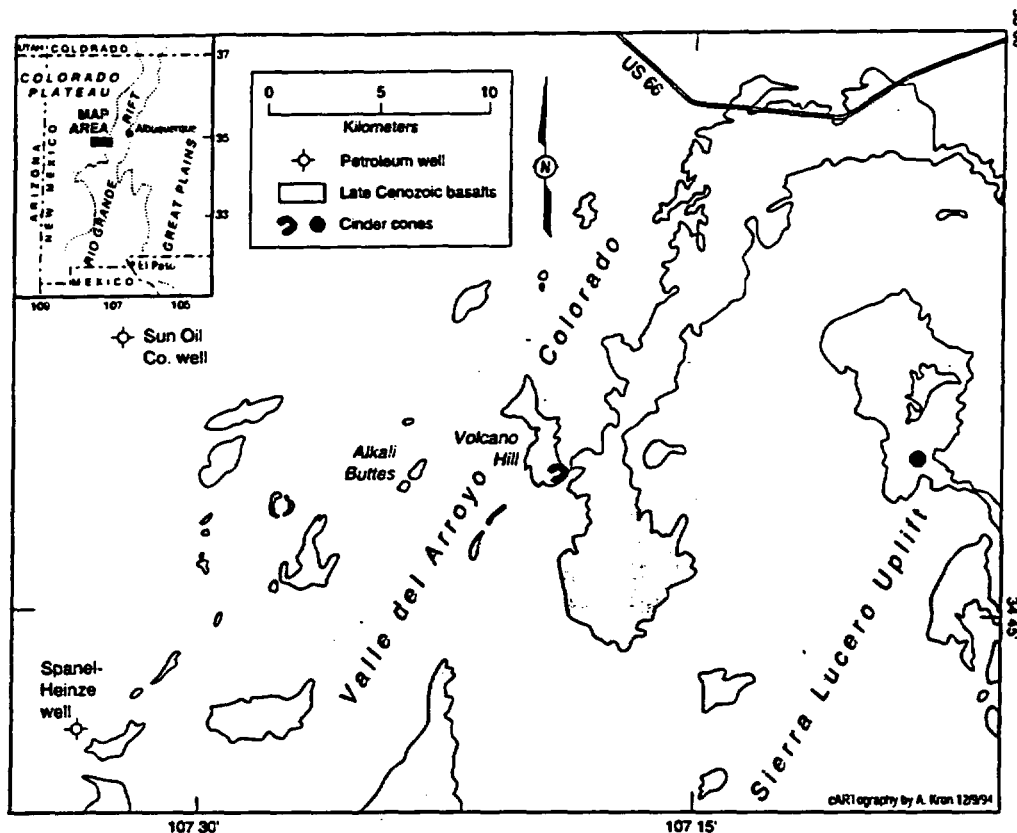 UTAH COLORADO
37
COLORADO
PLATEAU
MAP
AREA
RIFT
Albuquerque
35
ARIZONA
NEW MEXICO
RIO GRANDE
GREAT PLAINS
33
El Paso
MEXICO
109
107
105
0
5
10
Kilometers
Petroleum well
Late Cenozoic basalts
Cinder cones
N
US 66
Sun Oil
Co. well
Colorado
Volcano
Hill
Alkali
Buttes
Valle del Arroyo
Sierra Lucero Uplift
34 45'
Spanel-
Heinze
well
cARTography by A. Kron 12/9/94
107 30'
107 15'